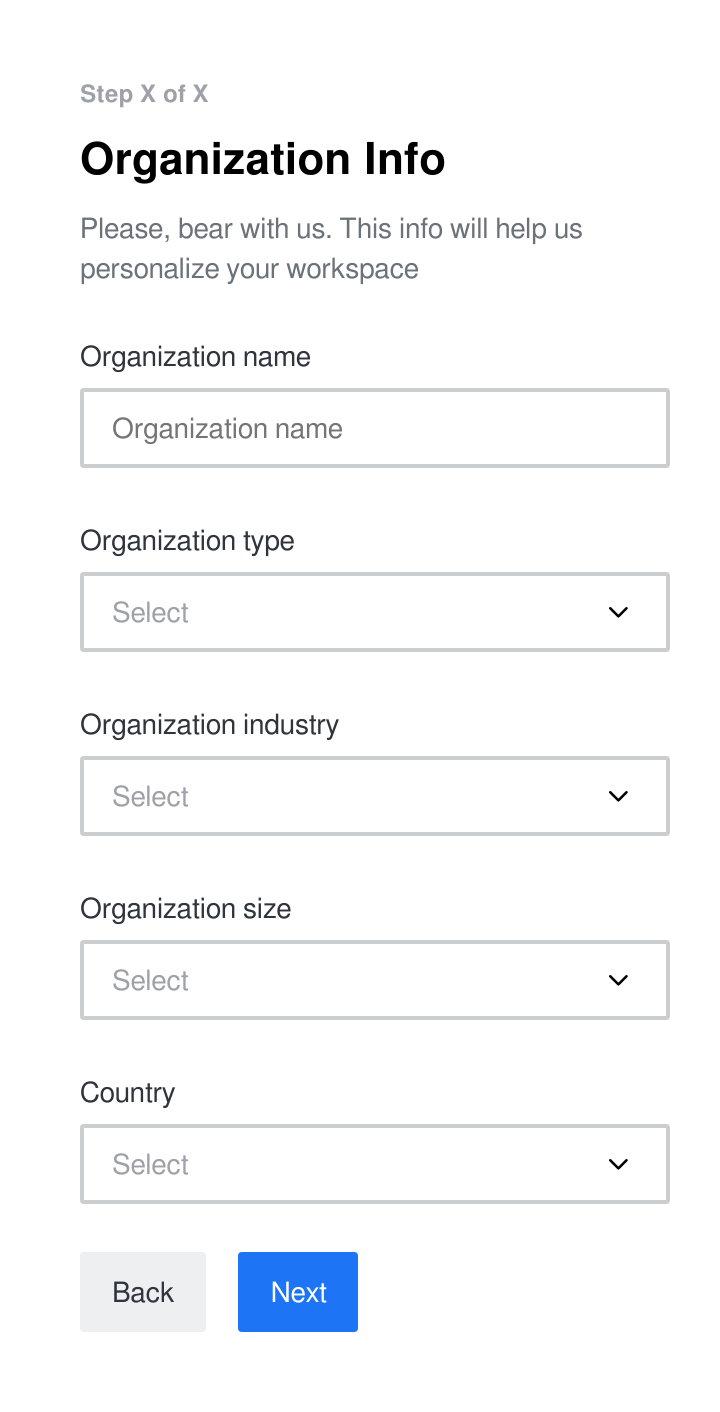 Step X of X
Organization Info
Please, bear with us. This info will help us
personalize your workspace
Organization name
Organization name
Organization type
Select
Organization industry
Select
Organization size
Select
Country
Select
Back Next